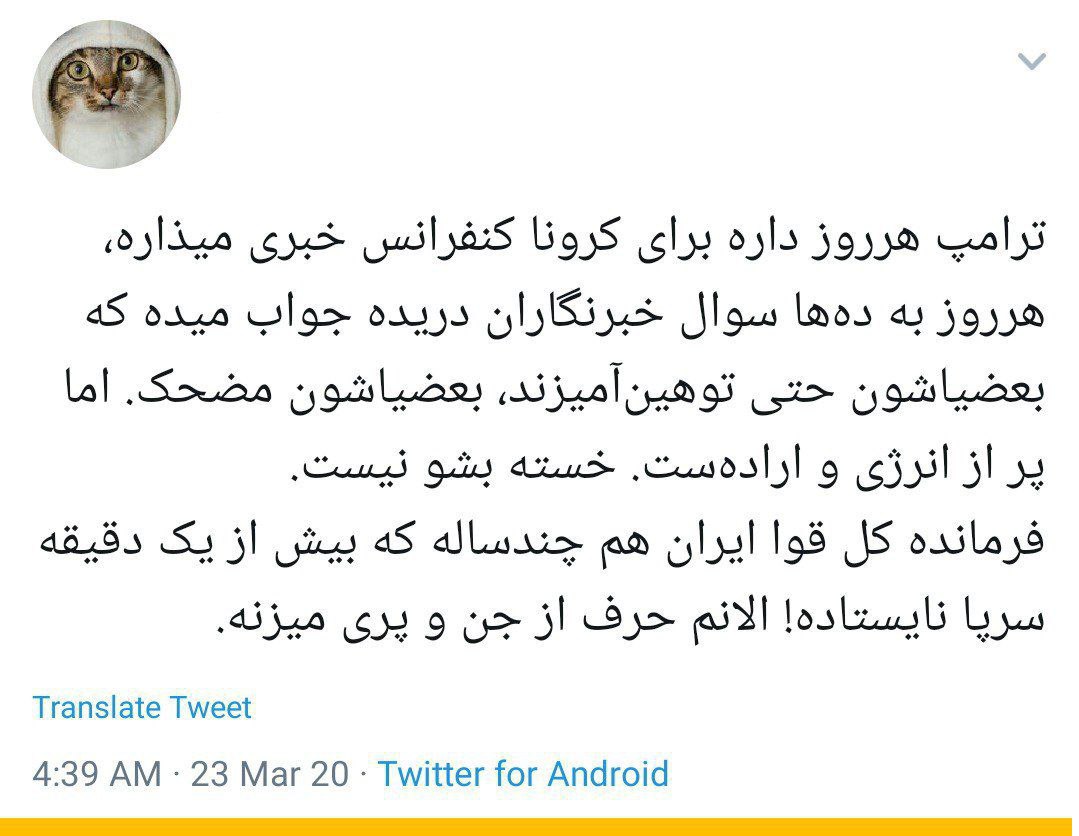 ترامپ هرروز داره برای کرونا کنفرانس خبری میذاره،
هرروز به ده‌ها سوال خبرنگاران دریده جواب میده که
بعضیاشون حتی توهین‌آمیزند، بعضیاشون مضحک. اما
پر از انرژی و اراده‌ست. خسته بشو نیست.
فرمانده کل قوا ایران هم چندساله که بیش از یک دقیقه
سرپا نایستاده! الانم حرف از جن و پری میزنه.
Translate Tweet
4:39 AM · 23 Mar 20 · Twitter for Android